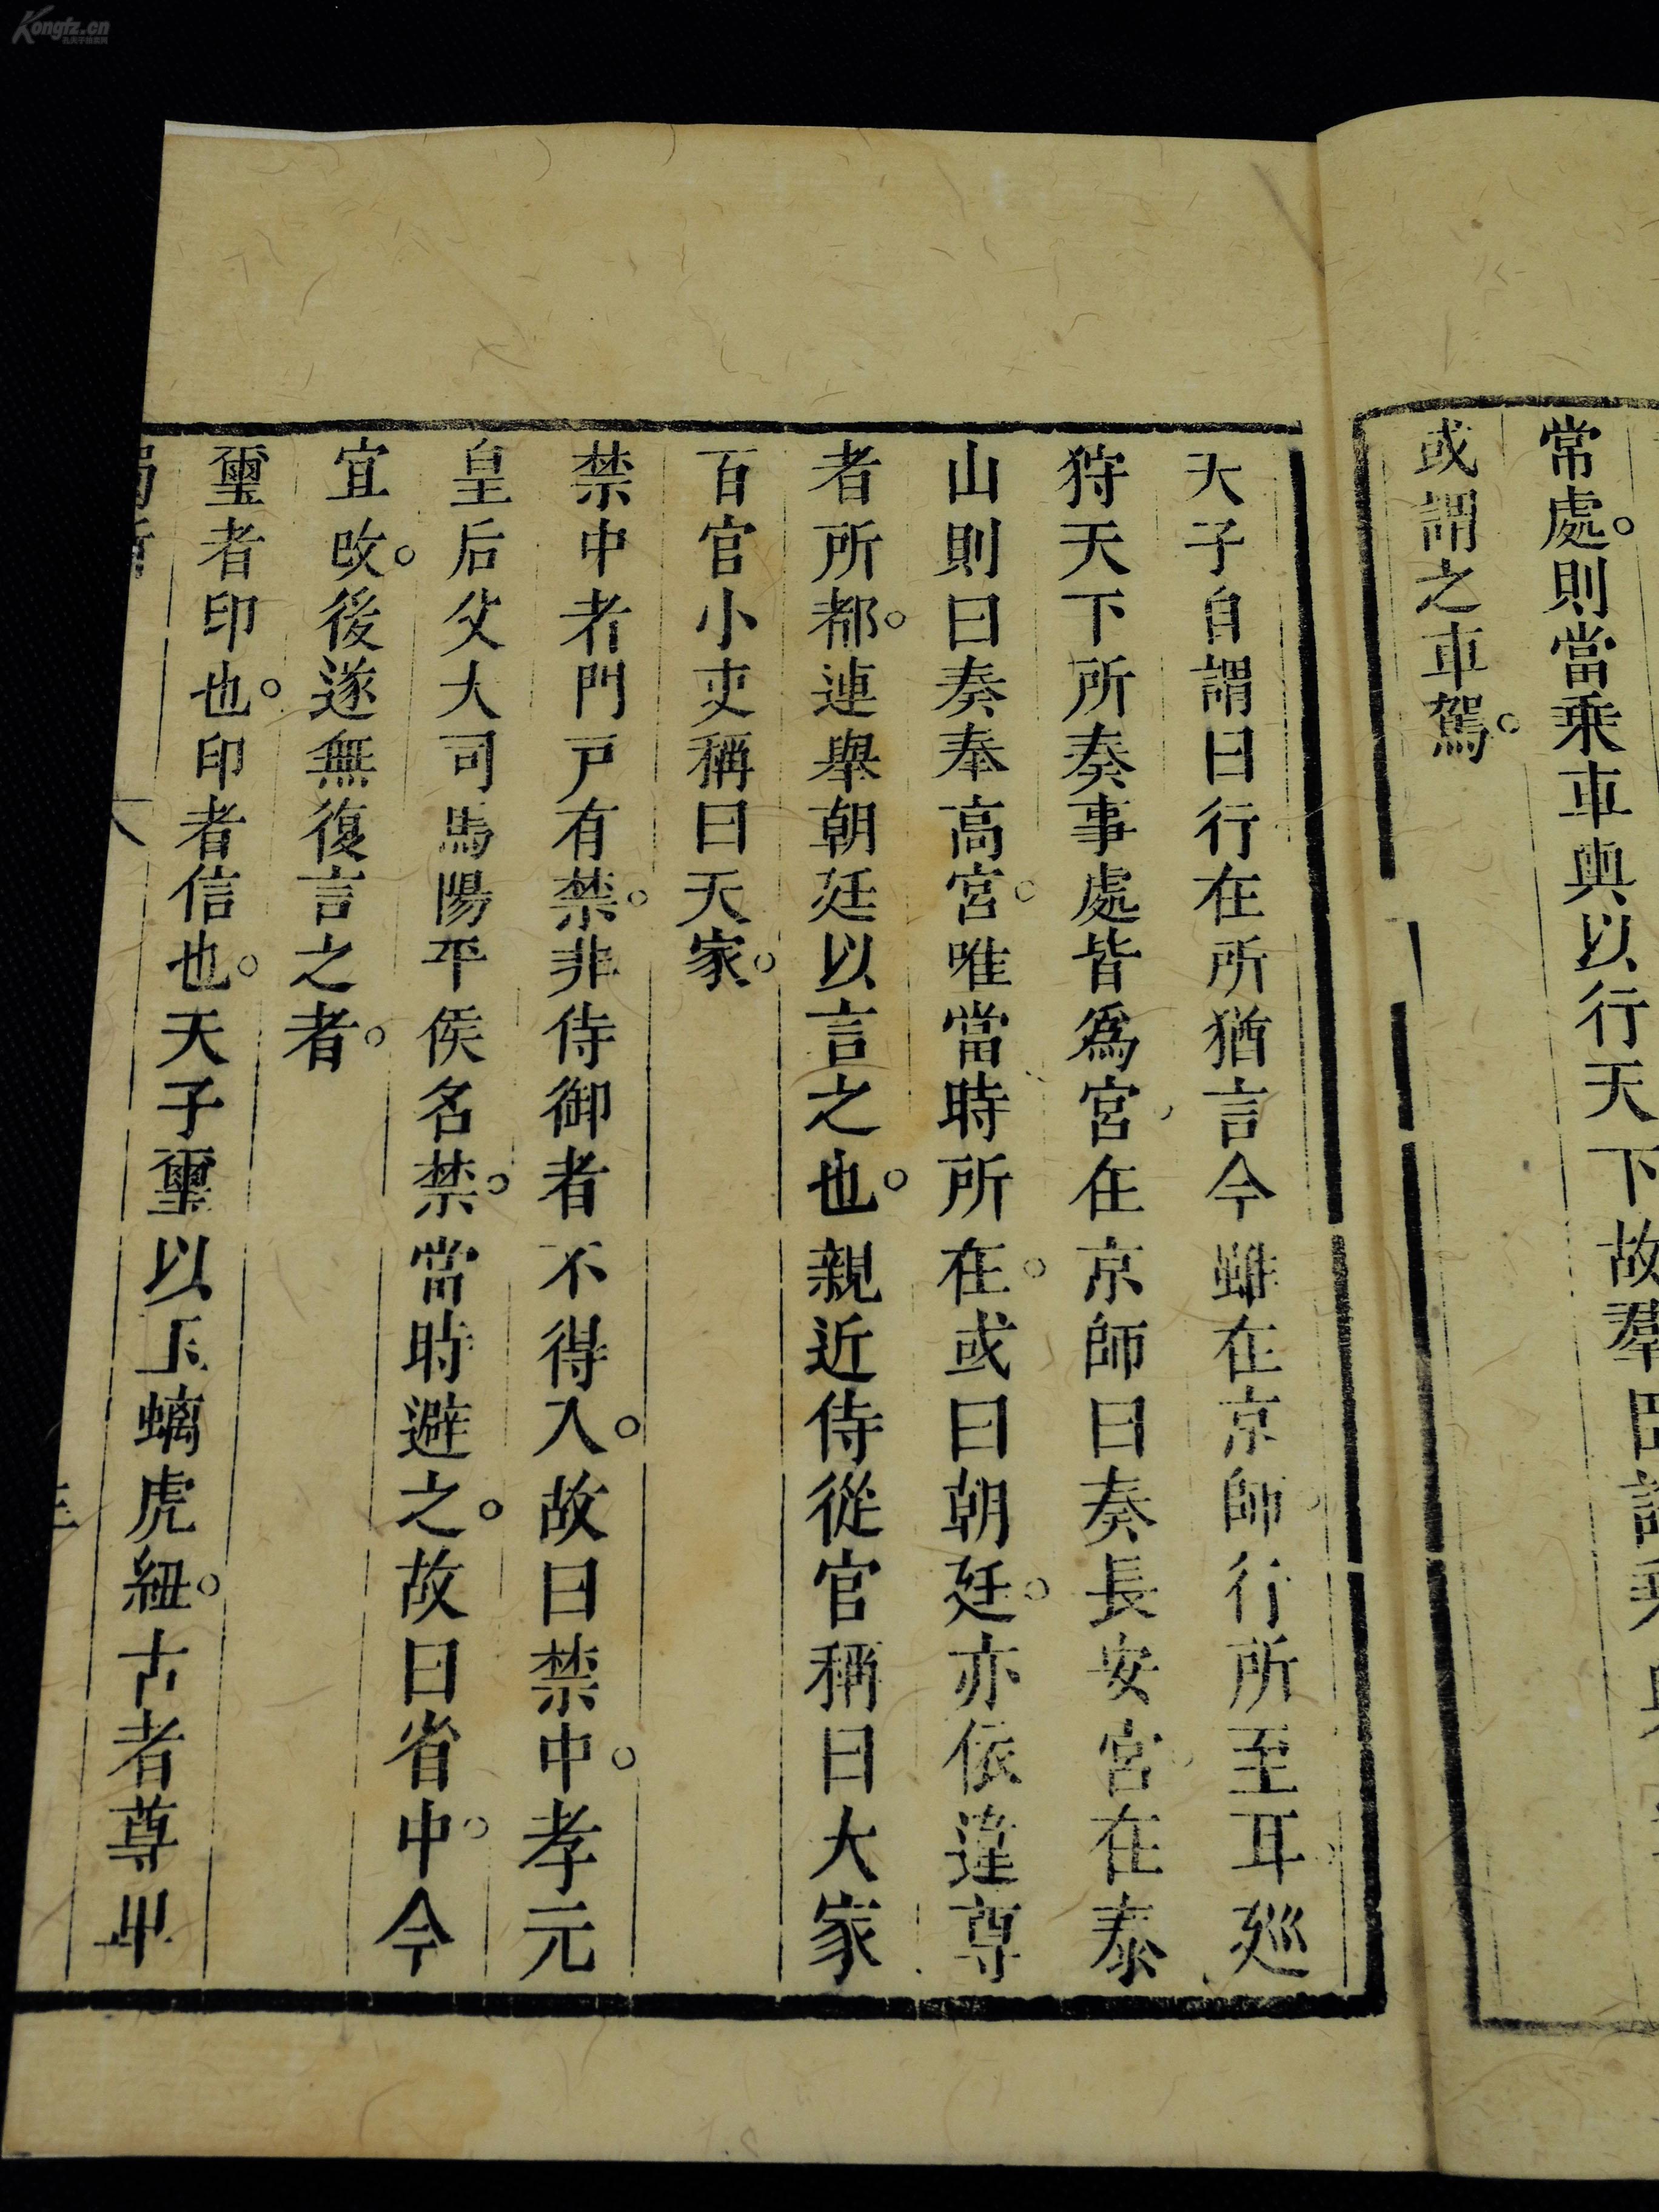 常處。則當乘車輿以行天下故羣臣
或謂之車駕。
天子自謂曰行在所猶言今雖在京師行所至耳廵
狩天下所奏事處皆爲宮在京師曰奏長安宮在泰
山則曰奏奉高宮。唯當時所在。或曰朝廷。亦依違尊
者所都。連舉朝廷以言之也。親近侍從官稱曰大家
百官小吏稱曰天家。
禁中者門戸有禁。非侍御者不得入。故曰禁中。孝元
皇后父大司馬陽平侯名禁。當時避之。故曰省中。今
宜改。後遂無復言之者。
璽者印也。印者信也。天子璽以玉螭虎紐。古者尊卑
Kongfz.cn